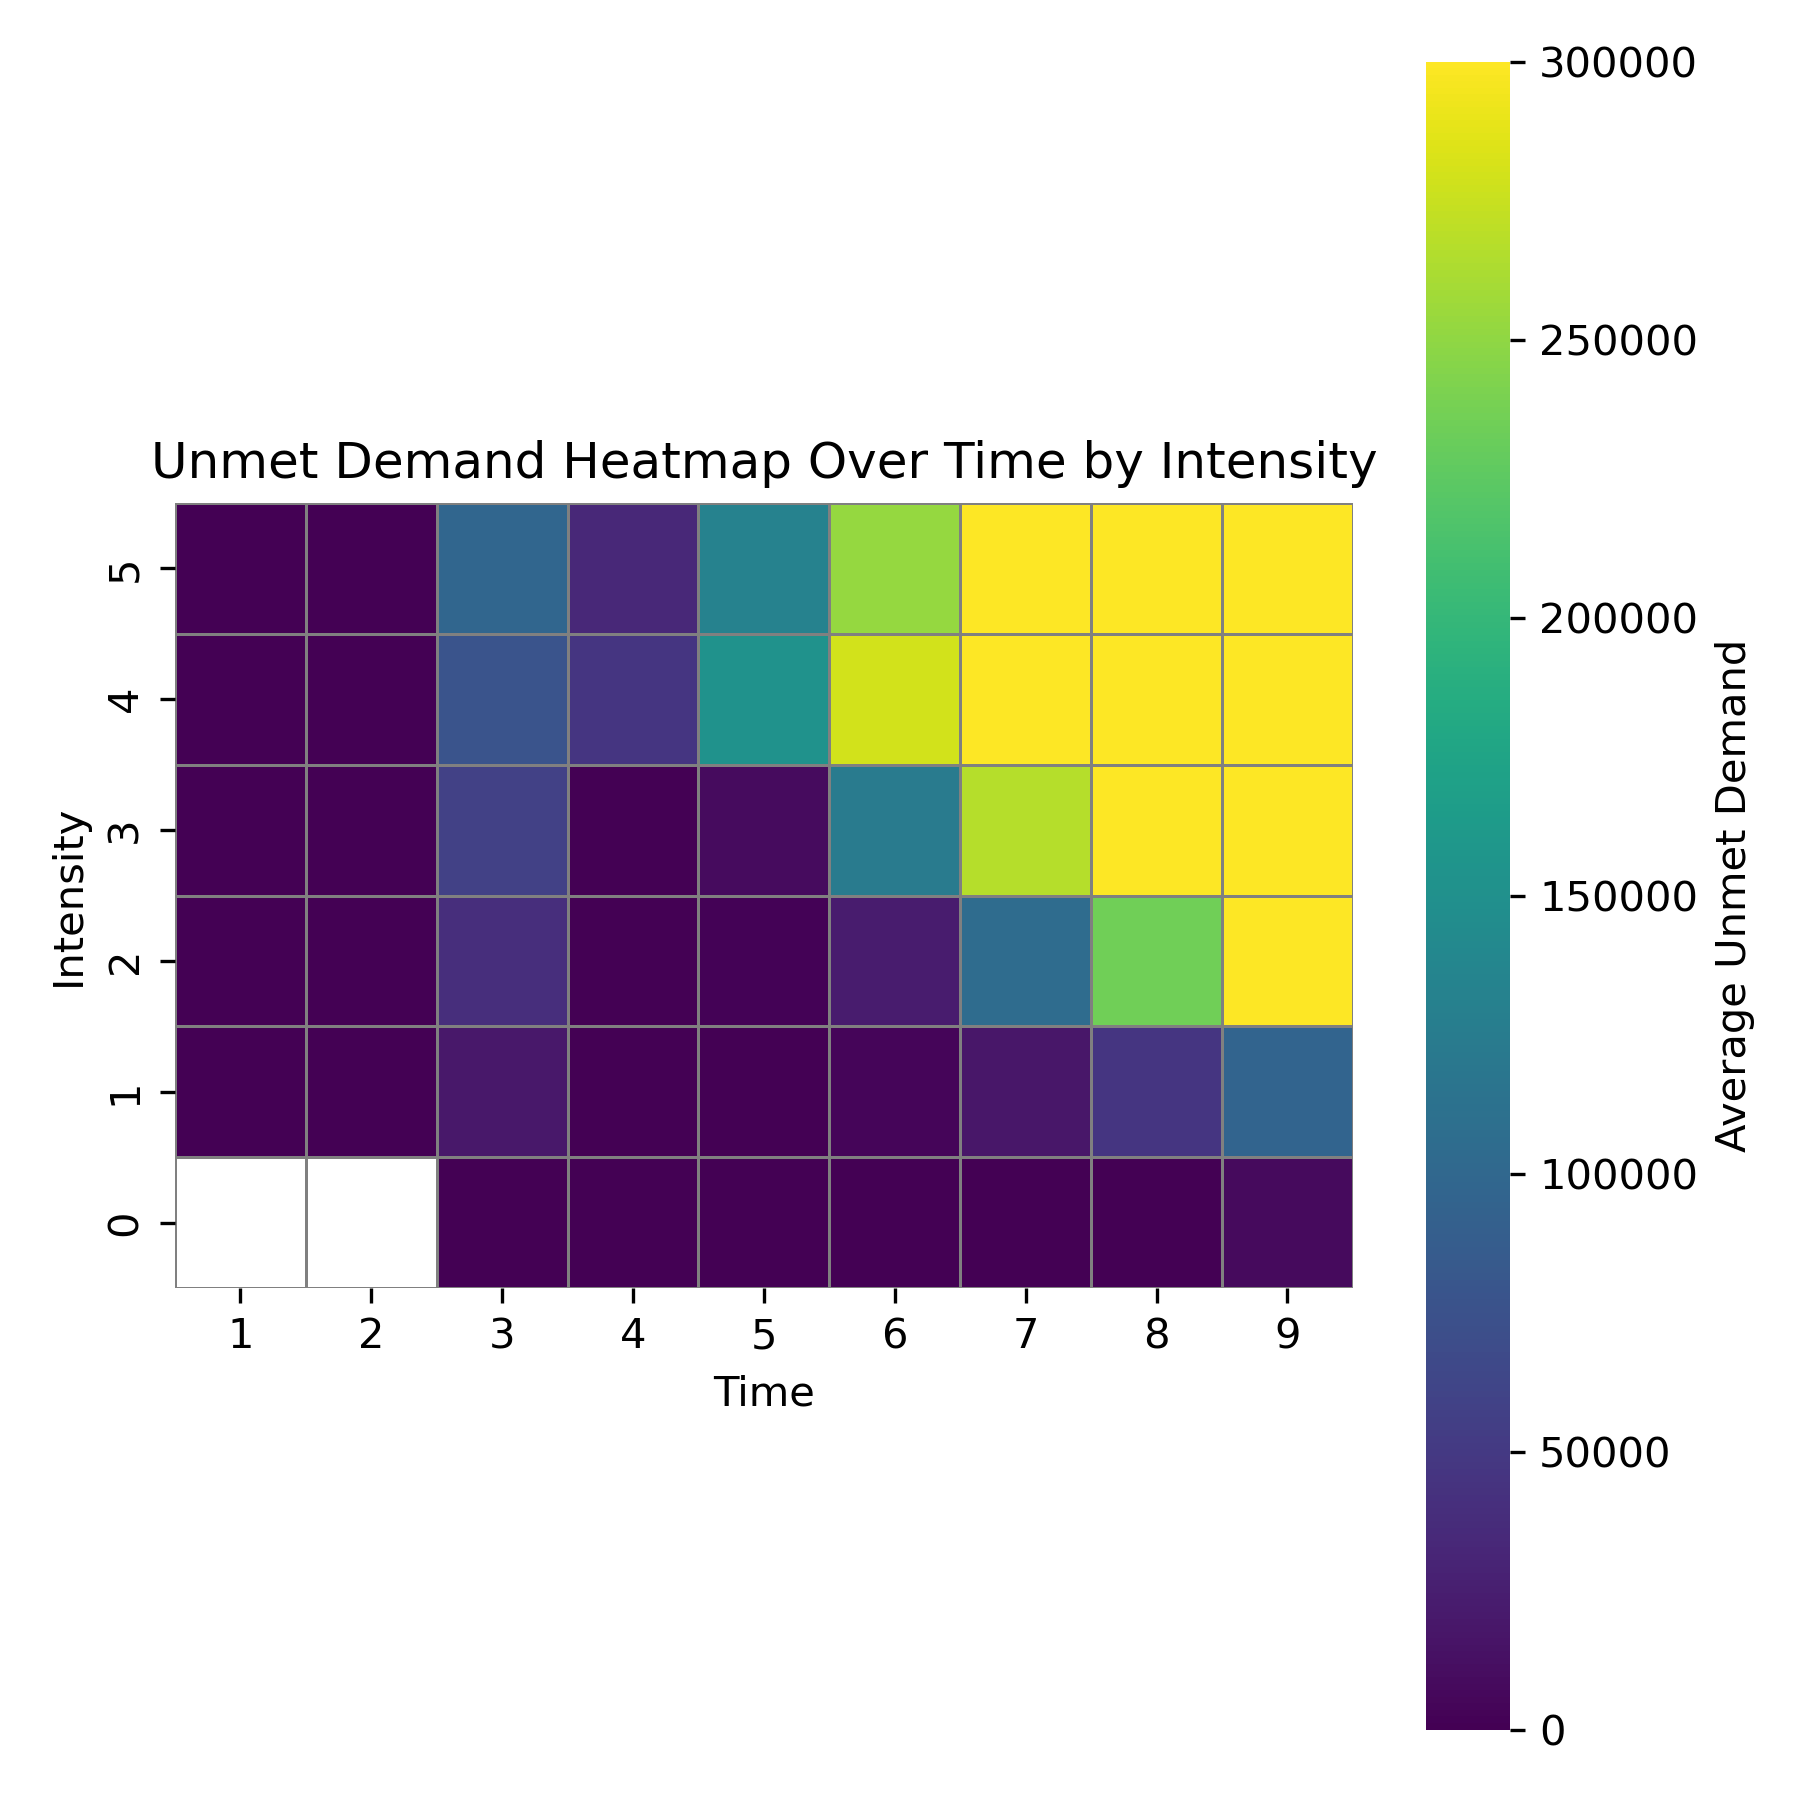 Unmet Demand Heatmap Over Time by Intensity
Intensity
5
4
3
2
1
0
1 2 3 4 5 6 7 8 9
Time
300000
250000
200000
150000
100000
50000
0
Average Unmet Demand